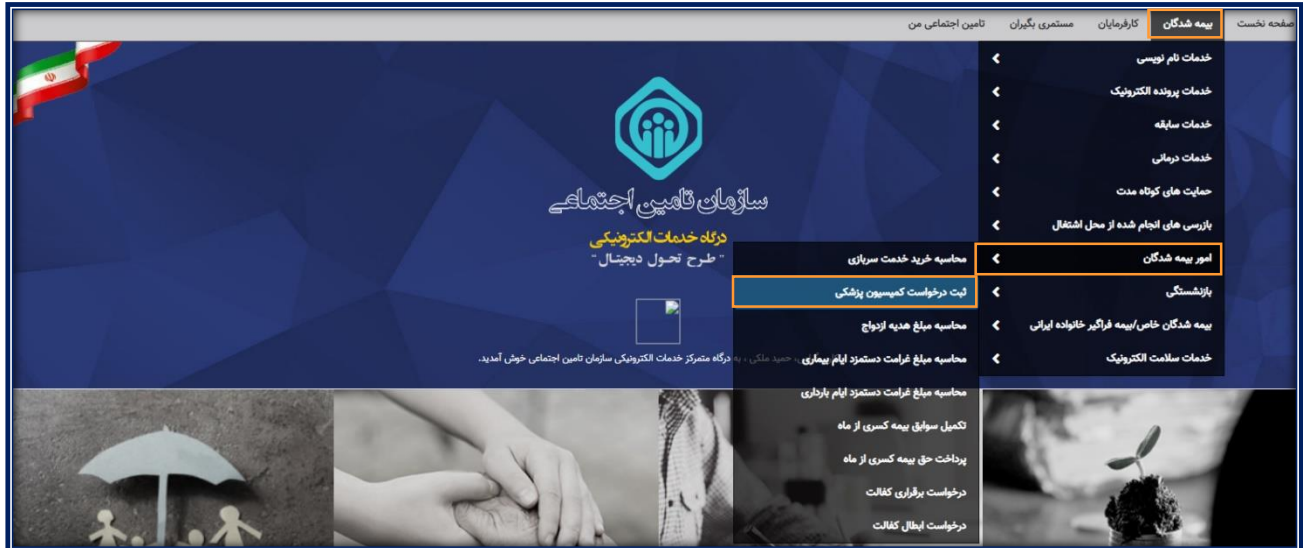 صفحه نخست
بیمه شدگان
کارفرمایان
مستمری بگیران
تامین اجتماعی من
خدمات نام نویسی
خدمات پرونده الکترونیک
خدمات سابقه
خدمات درمانی
حمایت های کوتاه مدت
بازرسی های انجام شده از محل اشتغال
امور بیمه شدگان
بازنشستگی
بیمه شدگان خاص/بیمه فراگیر خانواده ایرانی
خدمات سلامت الکترونیک
محاسبه خرید خدمت سربازی
ثبت درخواست کمیسیون پزشکی
محاسبه مبلغ هدیه ازدواج
محاسبه مبلغ غرامت دستمزد ایام بیماری
محاسبه مبلغ غرامت دستمزد ایام بارداری
تکمیل سوابق بیمه کسری از ماه
پرداخت حق بیمه کسری از ماه
درخواست برقراری کفالت
درخواست ابطال کفالت
سازمان تامین اجتماعی
درگاه خدمات الکترونیکی
" طرح تحول دیجیتال "
حمید ملکی ، به درگاه متمرکز خدمات الکترونیکی سازمان تامین اجتماعی خوش آمدید.